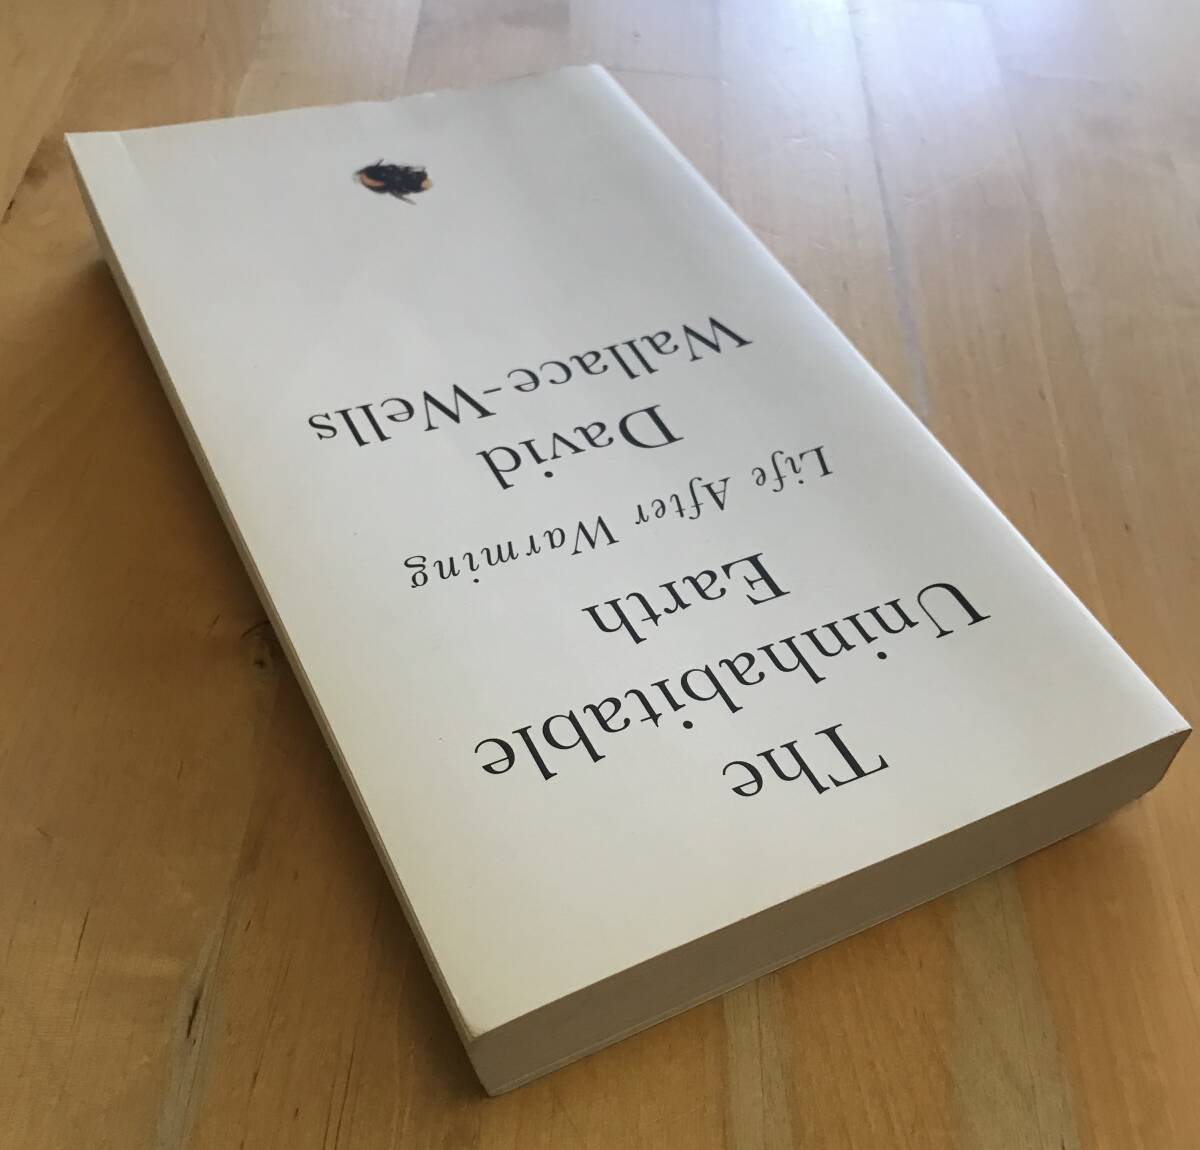 The
Uninhabitable
Earth
Life After Warming
David
Wallace-Wells